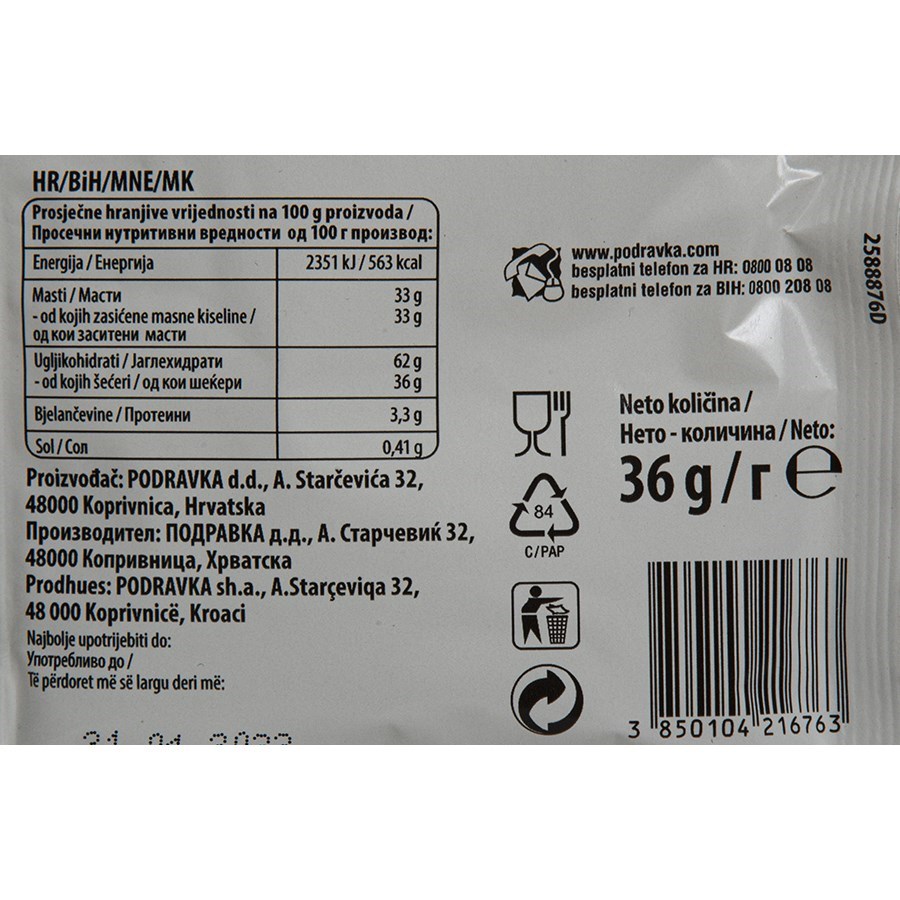 HR/BiH/MNE/MK
Prosječne hranjive vrijednosti na 100 g proizvoda /
Просечни нутритивни вредности од 100 г производ:
Energija / Енергија 2351 kJ / 563 kcal
Masti / Масти 33 g
- od kojih zasićene masne kiseline / 33 g
од кои заситени масти
Ugljikohidrati / Јаглехидрати 62 g
- od kojih šećeri / од кои шеќери 36 g
Bjelančevine / Протеини 3,3 g
Sol / Сол 0,41 g
Proizvođač: PODRAVKA d.d., A. Starčevića 32,
48000 Koprivnica, Hrvatska
Производител: ПОДРАВКА д.д., А. Старчевиќ 32,
48000 Копривница, Хрватска
Prodhues: PODRAVKA sh.a., A.Starçeviqa 32,
48 000 Koprivnicë, Kroaci
Najbolje upotrijebiti do:
Употребливо до /
Të përdoret më së largu deri më:
www.podravka.com
besplatni telefon za HR: 0800 08 08
besplatni telefon za BIH: 0800 208 08
2588876D
Neto količina /
Нето - количина / Neto:
36 g / г e
84
C/PAP
3 850104 216763